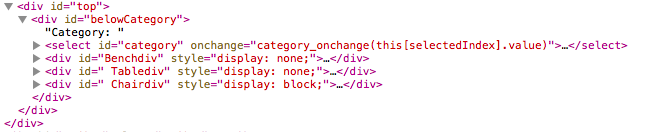 ▼<div id="top">
▼<div id="belowCategory">
"Category: "
▶<select id="category" onchange="category_onchange(this[selectedIndex].value)">…</select>
▶<div id="Benchdiv" style="display: none;">…</div>
▶<div id=" Tablediv" style="display: none;">…</div>
▶<div id=" Chairdiv" style="display: block;">…</div>
</div>
</div>
</div>